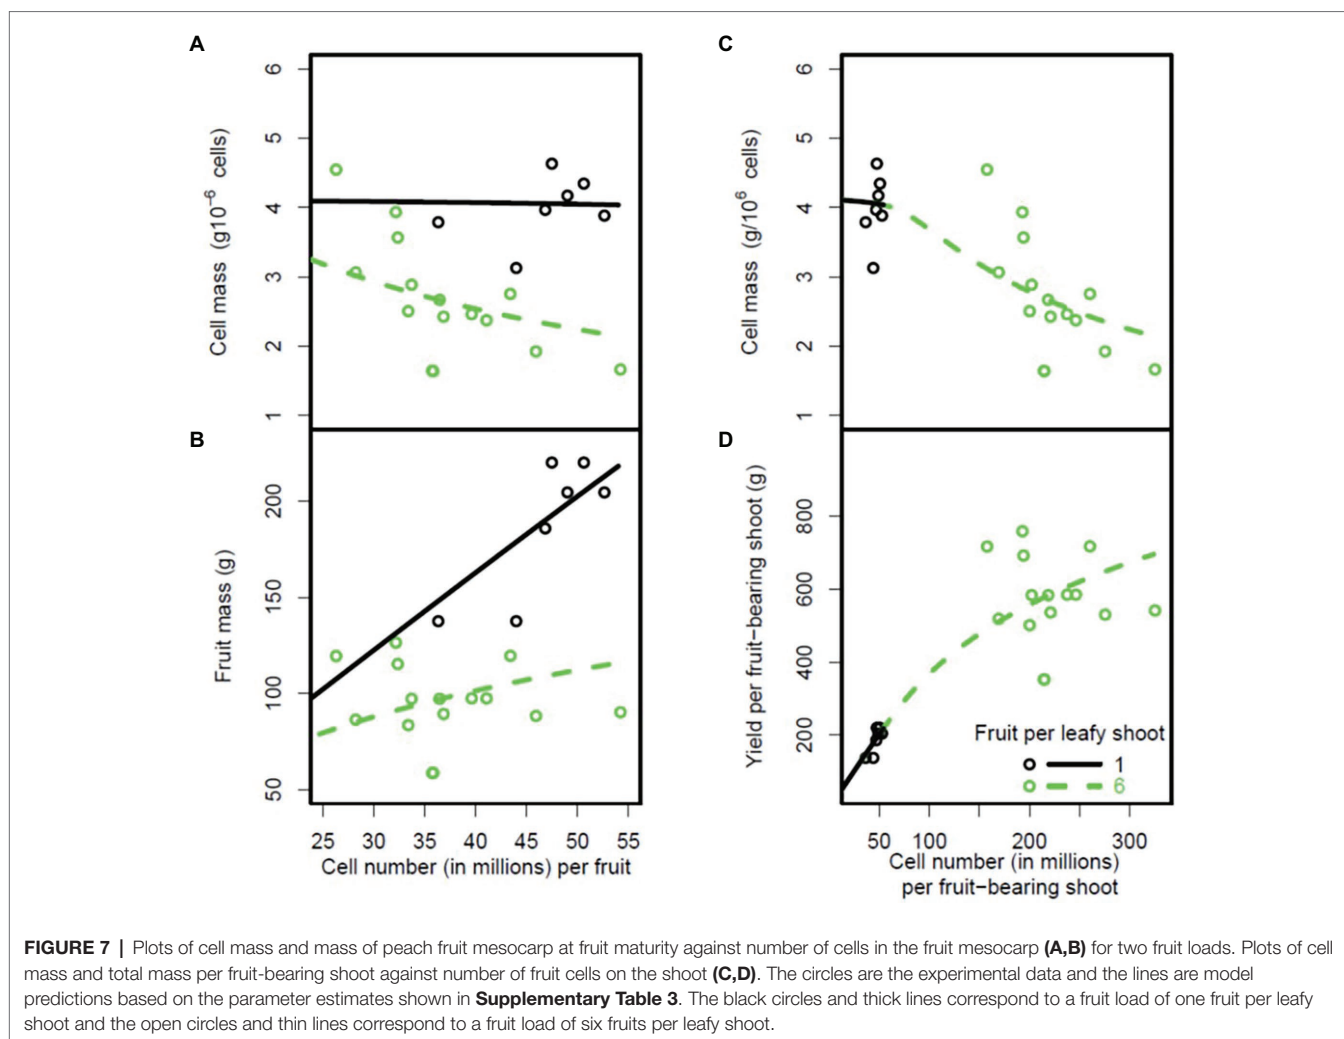 A
6
5
4
3
2
1
Cell mass (g10⁻⁶ cells)
B
200
150
100
50
Fruit mass (g)
25 30 35 40 45 50 55
Cell number (in millions) per fruit
C
6
5
4
3
2
1
Cell mass (g/10⁶ cells)
D
800
600
400
200
Yield per fruit−bearing shoot (g)
Fruit per leafy shoot
1
6
50 100 200 300
Cell number (in millions)
per fruit−bearing shoot
FIGURE 7 | Plots of cell mass and mass of peach fruit mesocarp at fruit maturity against number of cells in the fruit mesocarp (A,B) for two fruit loads. Plots of cell
mass and total mass per fruit-bearing shoot against number of fruit cells on the shoot (C,D). The circles are the experimental data and the lines are model
predictions based on the parameter estimates shown in Supplementary Table 3. The black circles and thick lines correspond to a fruit load of one fruit per leafy
shoot and the open circles and thin lines correspond to a fruit load of six fruits per leafy shoot.